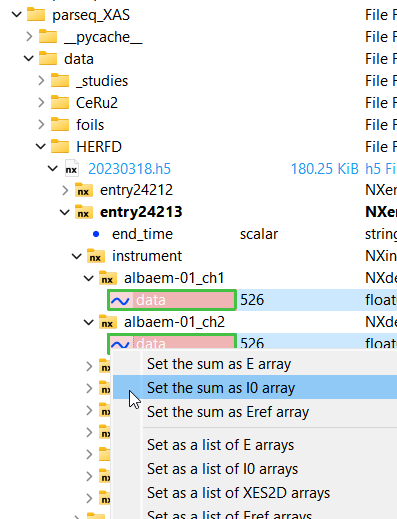 parseq_XAS File F
__pycache__ File F
data File F
_studies File F
CeRu2 File F
foils File F
HERFD File F
20230318.h5 180.25 KiB h5 Fi
entry24212 NXen
entry24213 NXe
end_time scalar string
instrument NXin
albaem-01_ch1 NXde
data 526 floate
albaem-01_ch2 NXde
data 526 floate
Set the sum as E array
Set the sum as I0 array
Set the sum as Eref array
Set as a list of E arrays
Set as a list of I0 arrays
Set as a list of XES2D arrays
Set as a list of Eref arrays